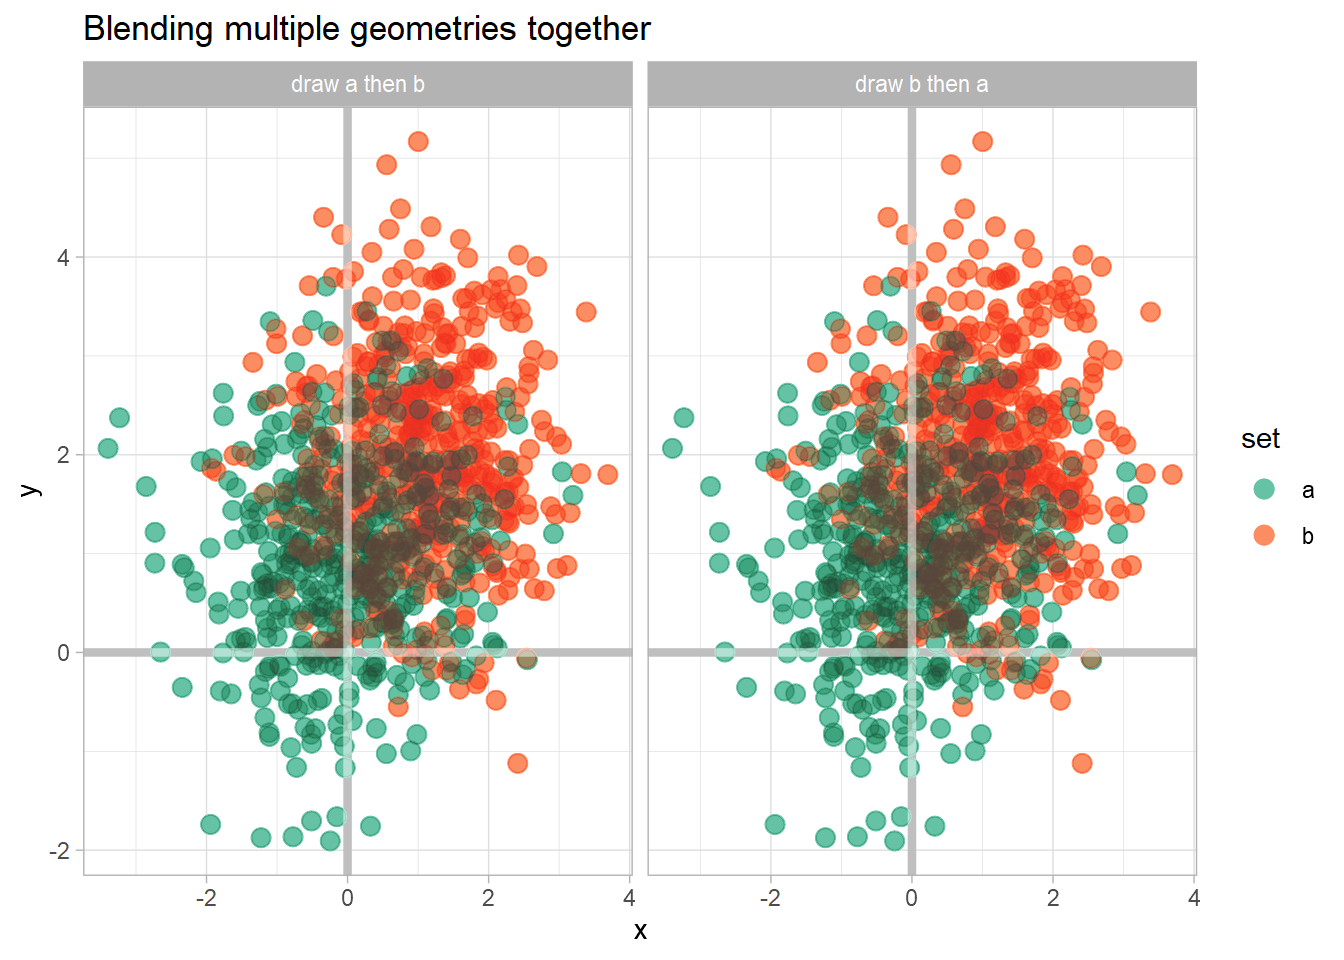 Blending multiple geometries together
draw a then b
draw b then a
y
4
2
0
-2
-2
0
2
4
-2
0
2
4
x
set
a
b